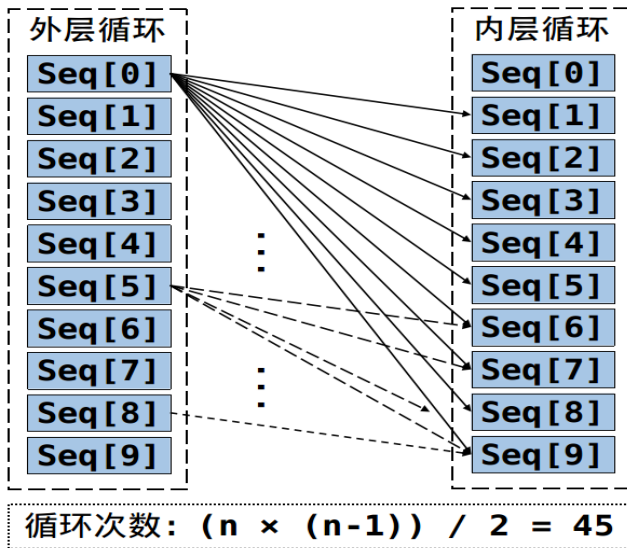 外层循环 内层循环
Seq[0] Seq[0]
Seq[1] Seq[1]
Seq[2] Seq[2]
Seq[3] Seq[3]
Seq[4] Seq[4]
Seq[5] Seq[5]
Seq[6] Seq[6]
Seq[7] Seq[7]
Seq[8] Seq[8]
Seq[9] Seq[9]
循环次数: (n × (n-1)) / 2 = 45